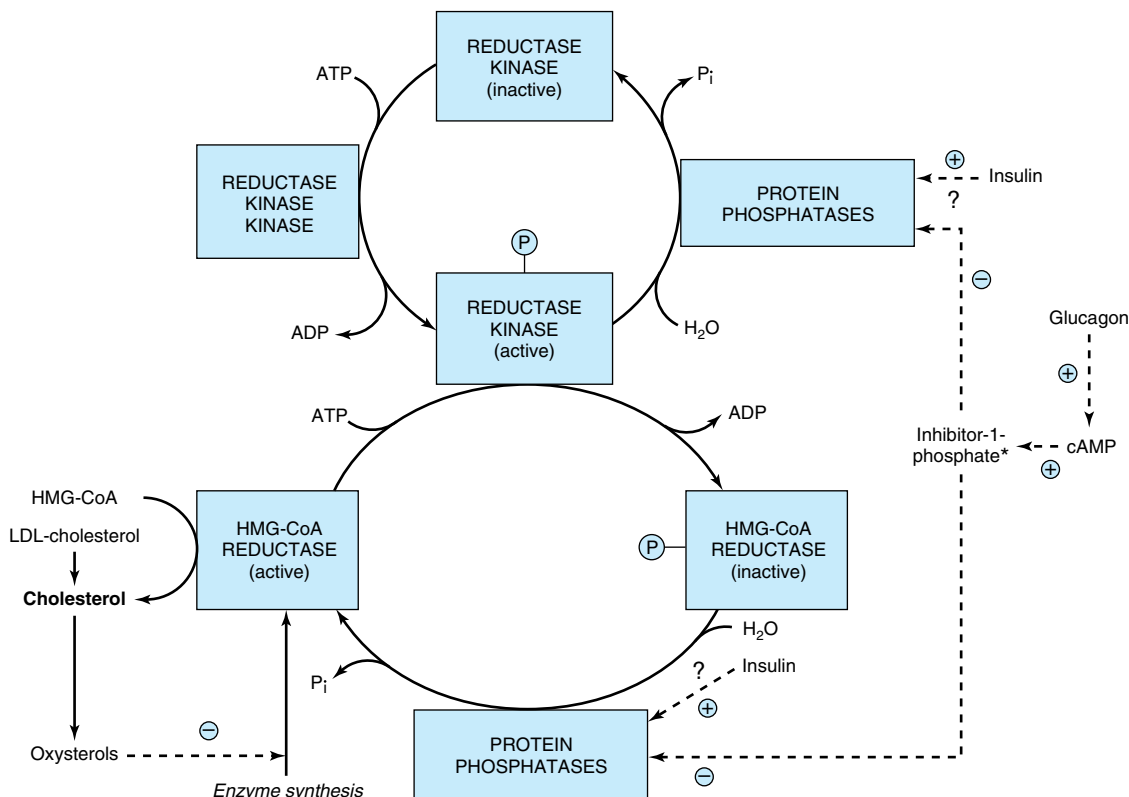 REDUCTASE
KINASE
(inactive)
ATP
Pi
REDUCTASE
KINASE
KINASE
PROTEIN
PHOSPHATASES
+
Insulin
?
P
−
REDUCTASE
KINASE
(active)
ADP
H2O
Glucagon
+
ATP
ADP
Inhibitor-1-
phosphate*
cAMP
+
HMG-CoA
LDL-cholesterol
Cholesterol
HMG-CoA
REDUCTASE
(active)
P
HMG-CoA
REDUCTASE
(inactive)
H2O
Pi
?
Insulin
+
Oxysterols
−
PROTEIN
PHOSPHATASES
−
Enzyme synthesis